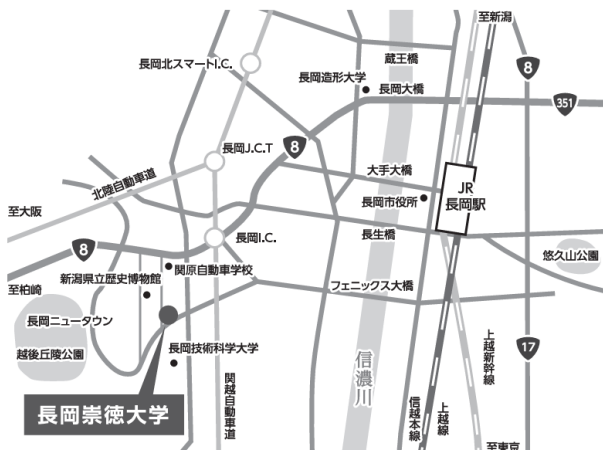 至新潟
8
蔵王橋
長岡北スマートI.C.
長岡造形大学
長岡大橋
351
8
長岡J.C.T
大手大橋
北陸自動車道
JR
長岡駅
長岡市役所
至大阪
長岡I.C.
長生橋
8
悠久山公園
関原自動車学校
新潟県立歴史博物館
フェニックス大橋
至柏崎
長岡ニュータウン
越後丘陵公園
長岡技術科学大学
17
上越新幹線
信濃川
関越自動車道
信越本線
上越線
長岡崇徳大学
至東京